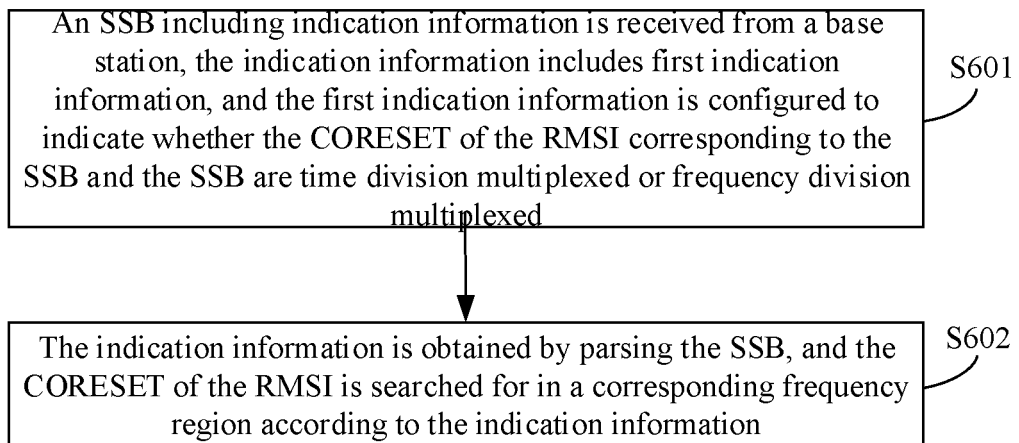 An SSB including indication information is received from a base
station, the indication information includes first indication
information, and the first indication information is configured to
indicate whether the CORESET of the RMSI corresponding to the
SSB and the SSB are time division multiplexed or frequency division
multiplexed
S601
The indication information is obtained by parsing the SSB, and the
CORESET of the RMSI is searched for in a corresponding frequency
region according to the indication information
S602